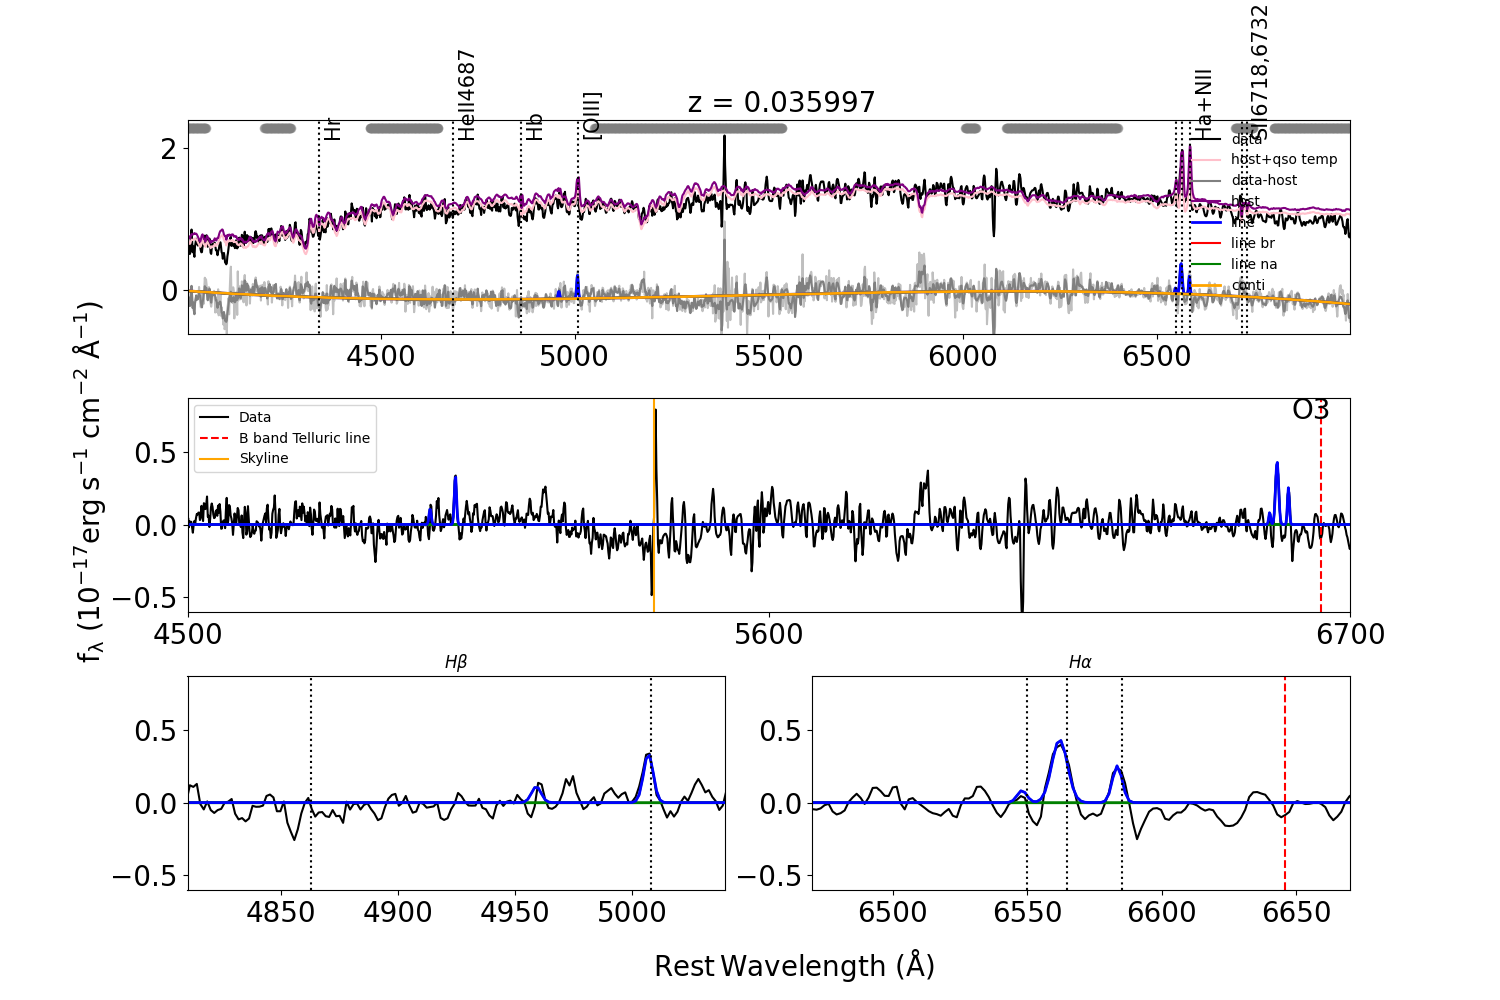 z = 0.035997
Hr
HeII4687
Hb
[OIII]
Ha+NII
SII6718,6732
data
host+qso temp
data-host
host
line
line br
line na
conti
2
0
4500 5000 5500 6000 6500
Data
B band Telluric line
Skyline
O3
0.5
0.0
−0.5
4500 5600 6700
fλ (10⁻¹⁷erg s⁻¹ cm⁻² Å⁻¹)
Hβ
0.5
0.0
−0.5
4850 4900 4950 5000
Hα
0.5
0.0
−0.5
6500 6550 6600 6650
Rest Wavelength (Å)